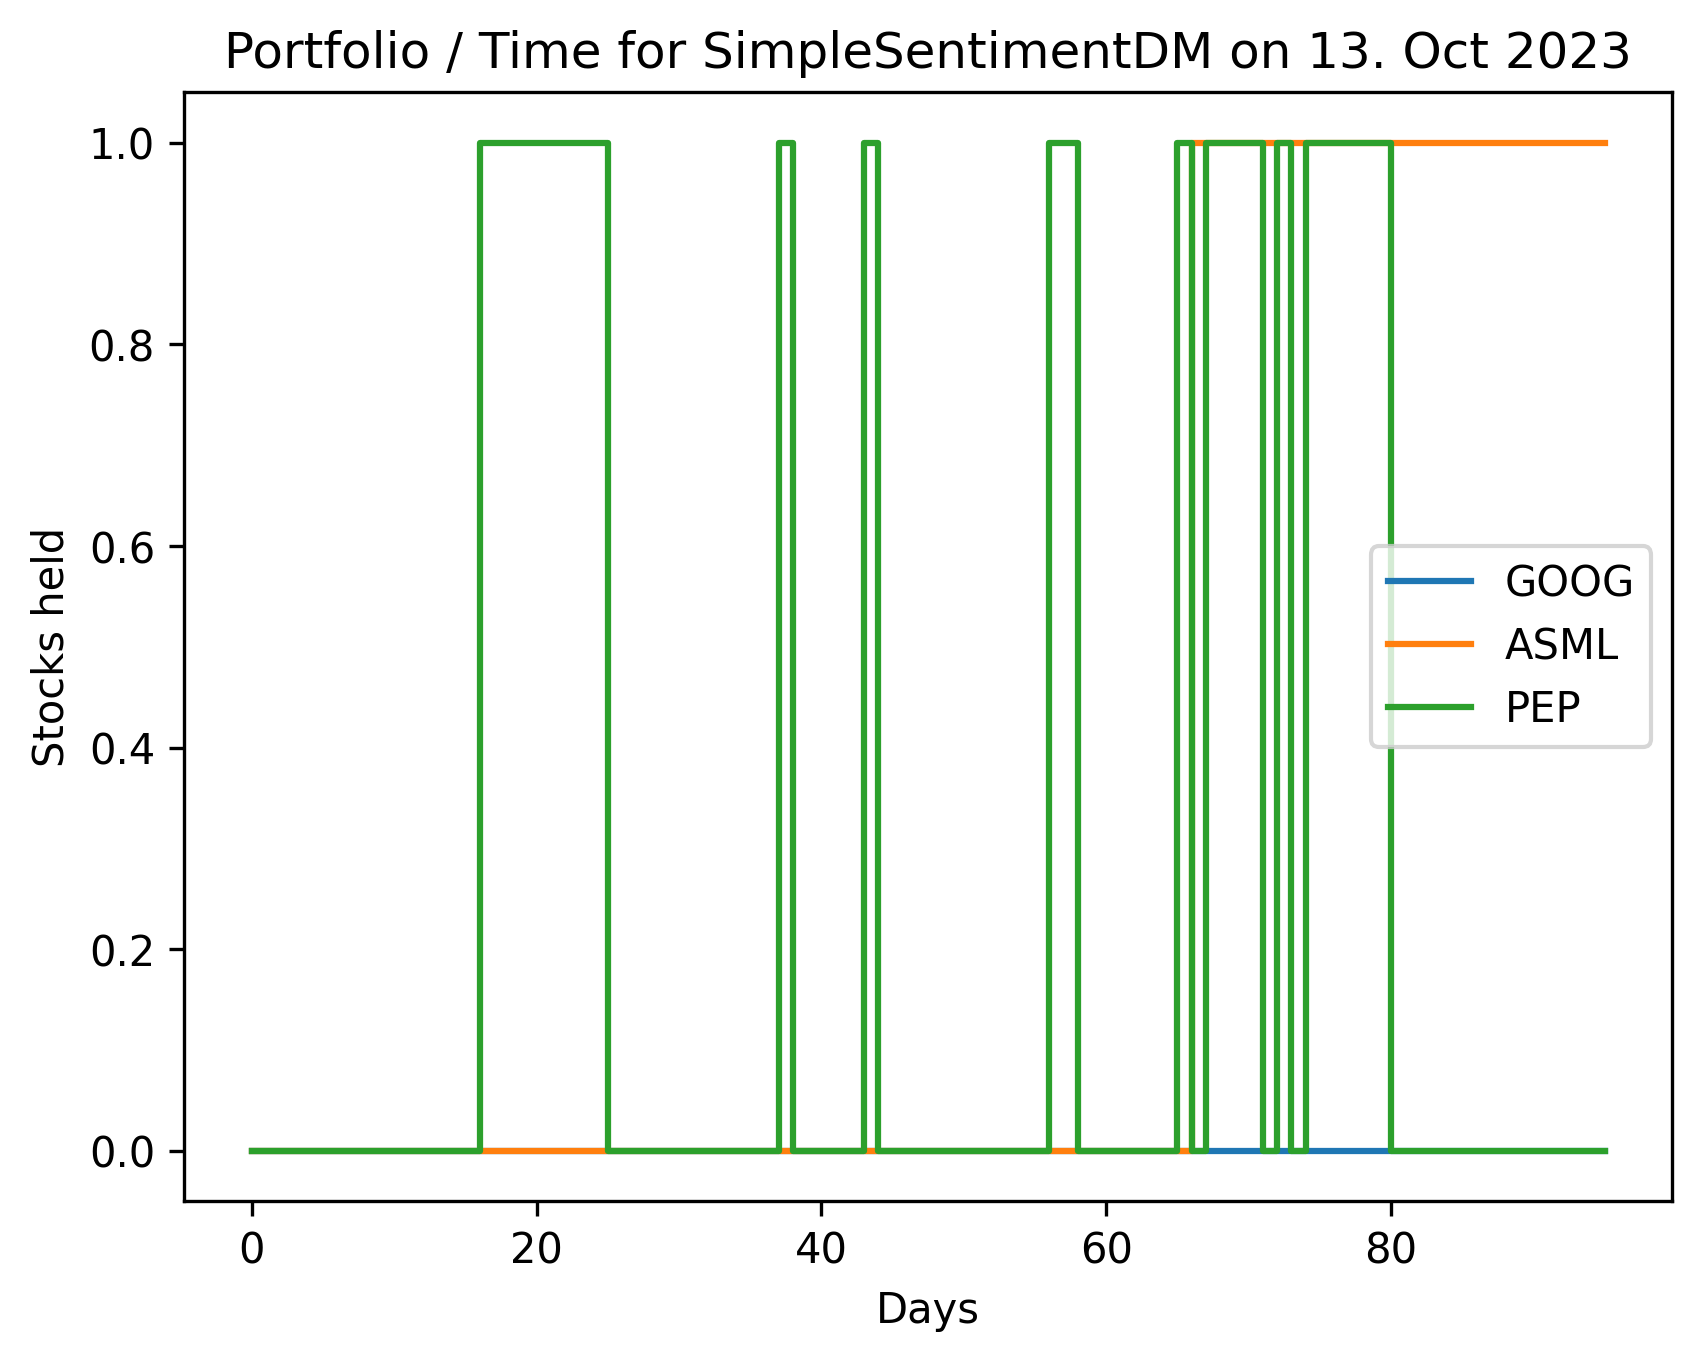 Portfolio / Time for SimpleSentimentDM on 13. Oct 2023
1.0
0.8
0.6
0.4
0.2
0.0
Stocks held
GOOG
ASML
PEP
0 20 40 60 80
Days